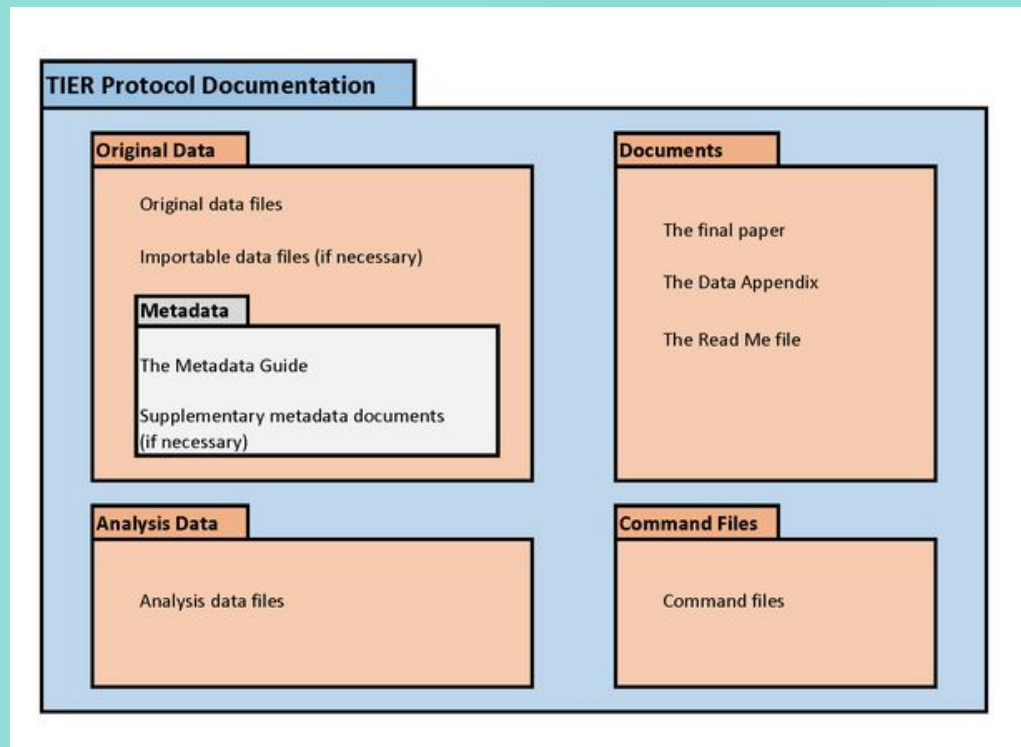 TIER Protocol Documentation
Original Data
Original data files
Importable data files (if necessary)
Metadata
The Metadata Guide
Supplementary metadata documents
(if necessary)
Documents
The final paper
The Data Appendix
The Read Me file
Analysis Data
Analysis data files
Command Files
Command files